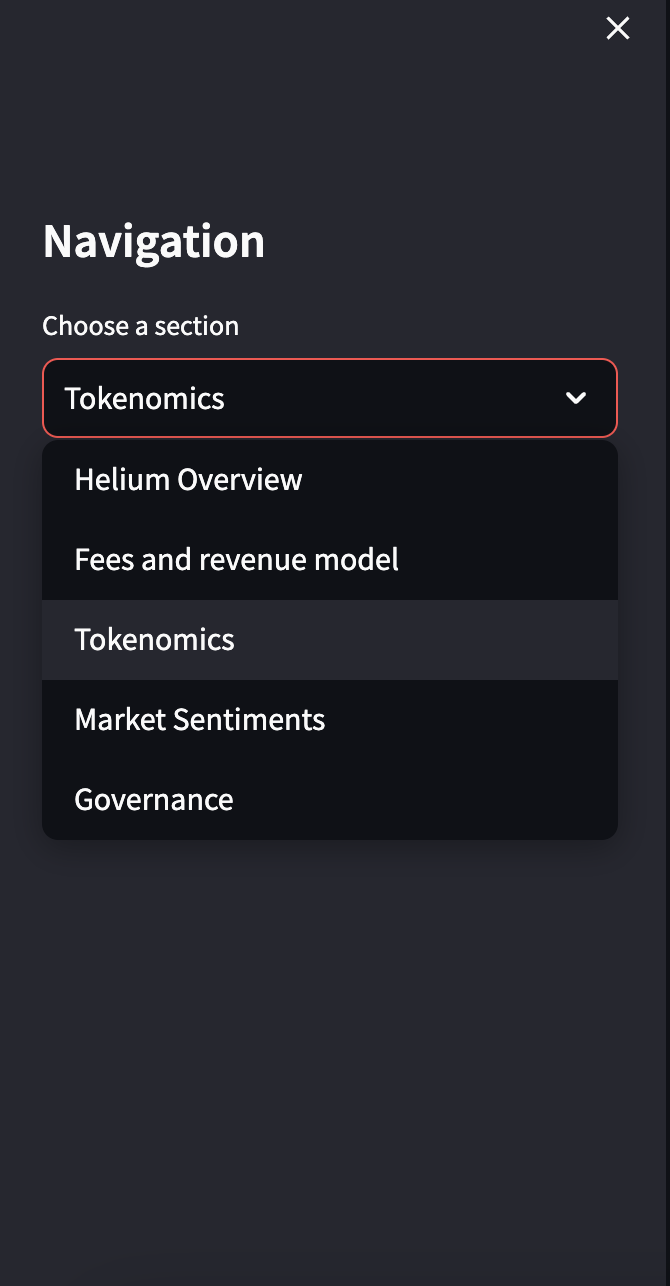 Navigation
Choose a section
Tokenomics
Helium Overview
Fees and revenue model
Tokenomics
Market Sentiments
Governance